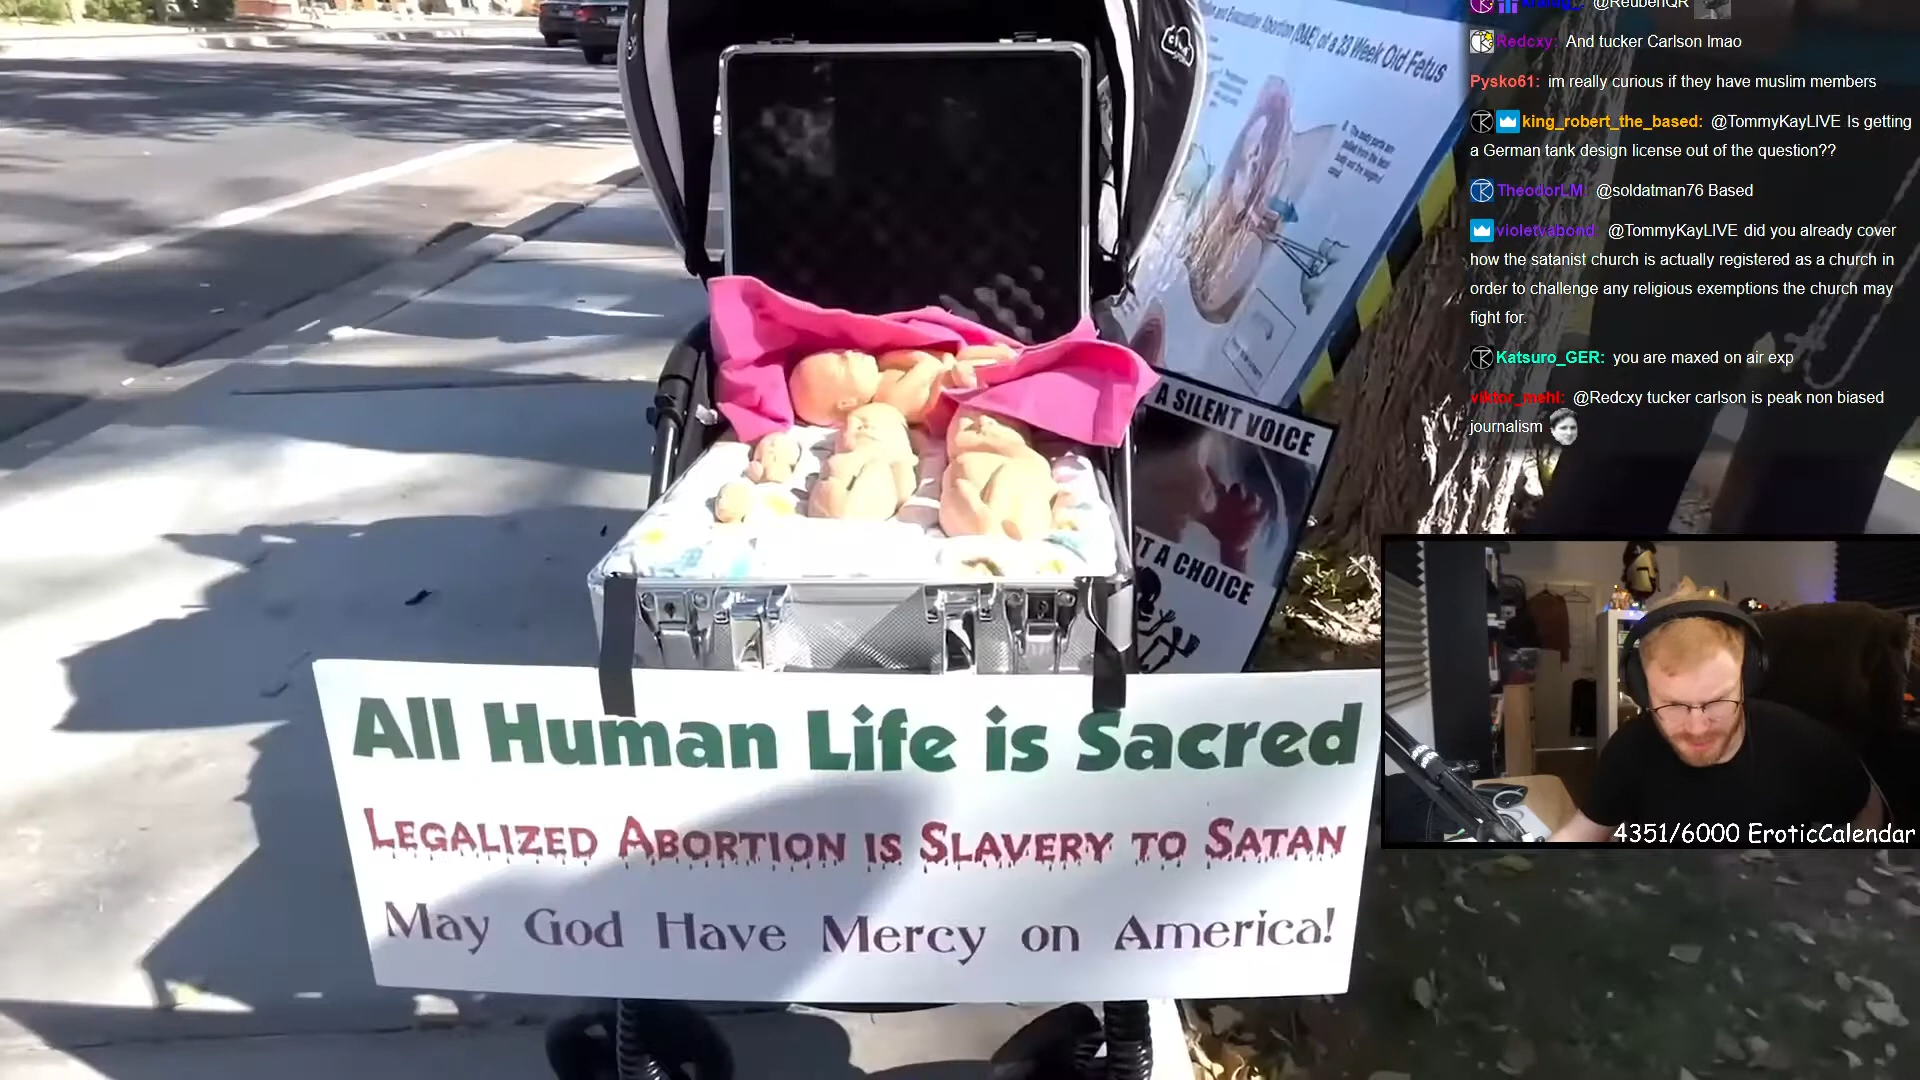 and Evacuation Abortion (D&E) of a 23 Week Old Fetus
A SILENT VOICE
T A CHOICE
All Human Life is Sacred
LEGALIZED ABORTION IS SLAVERY TO SATAN
May God Have Mercy on America!
@ReubenQR
Redcxy: And tucker Carlson lmao
Pysko61: im really curious if they have muslim members
king_robert_the_based: @TommyKayLIVE Is getting
a German tank design license out of the question??
TheodorLM: @soldatman76 Based
violetvabond: @TommyKayLIVE did you already cover
how the satanist church is actually registered as a church in
order to challenge any religious exemptions the church may
fight for.
Katsuro_GER: you are maxed on air exp
viktor_mehl: @Redcxy tucker carlson is peak non biased
journalism
4351/6000 EroticCalendar